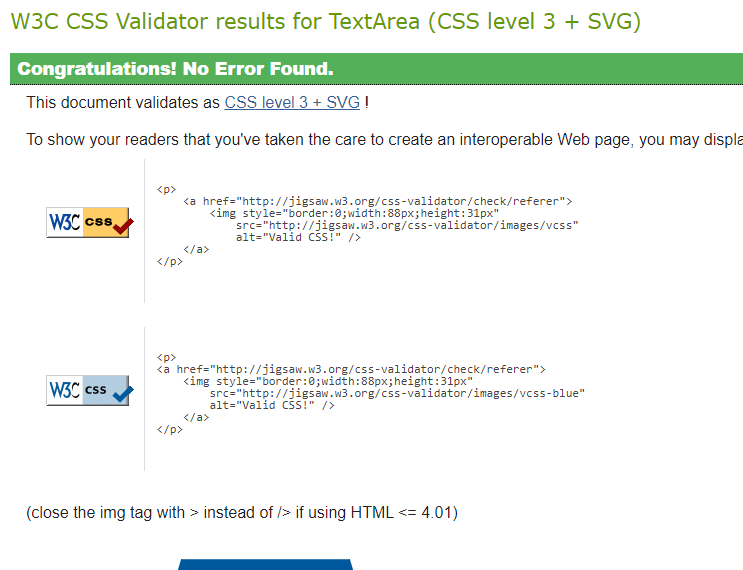 W3C CSS Validator results for TextArea (CSS level 3 + SVG)
Congratulations! No Error Found.
This document validates as CSS level 3 + SVG !
To show your readers that you've taken the care to create an interoperable Web page, you may displa
W3C css
<p>
<a href="http://jigsaw.w3.org/css-validator/check/referer">
<img style="border:0;width:88px;height:31px"
src="http://jigsaw.w3.org/css-validator/images/vcss"
alt="Valid CSS!" />
</a>
</p>
W3C css
<p>
<a href="http://jigsaw.w3.org/css-validator/check/referer">
<img style="border:0;width:88px;height:31px"
src="http://jigsaw.w3.org/css-validator/images/vcss-blue"
alt="Valid CSS!" />
</a>
</p>
(close the img tag with > instead of /> if using HTML <= 4.01)